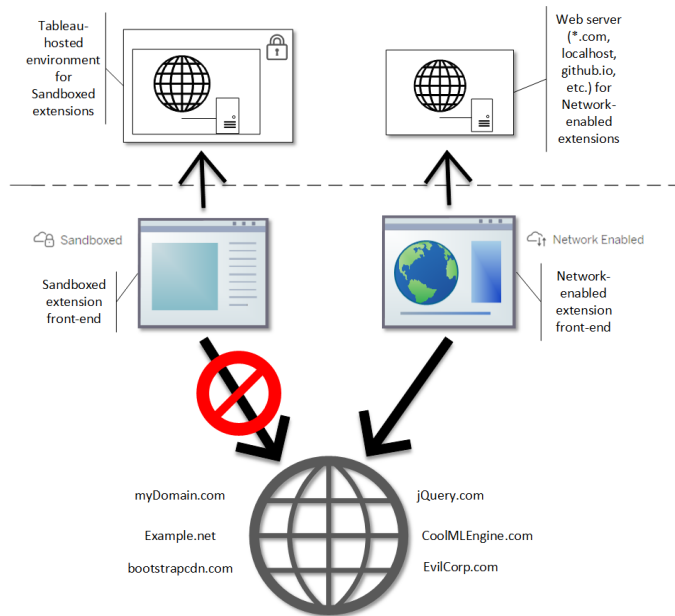 Tableau-
hosted
environment
for
Sandboxed
extensions
Web server
(*.com,
localhost,
github.io,
etc.) for
Network-
enabled
extensions
Sandboxed
Network Enabled
Sandboxed
extension
front-end
Network-
enabled
extension
front-end
myDomain.com
jQuery.com
Example.net
CoolMLEngine.com
bootstrapcdn.com
EvilCorp.com